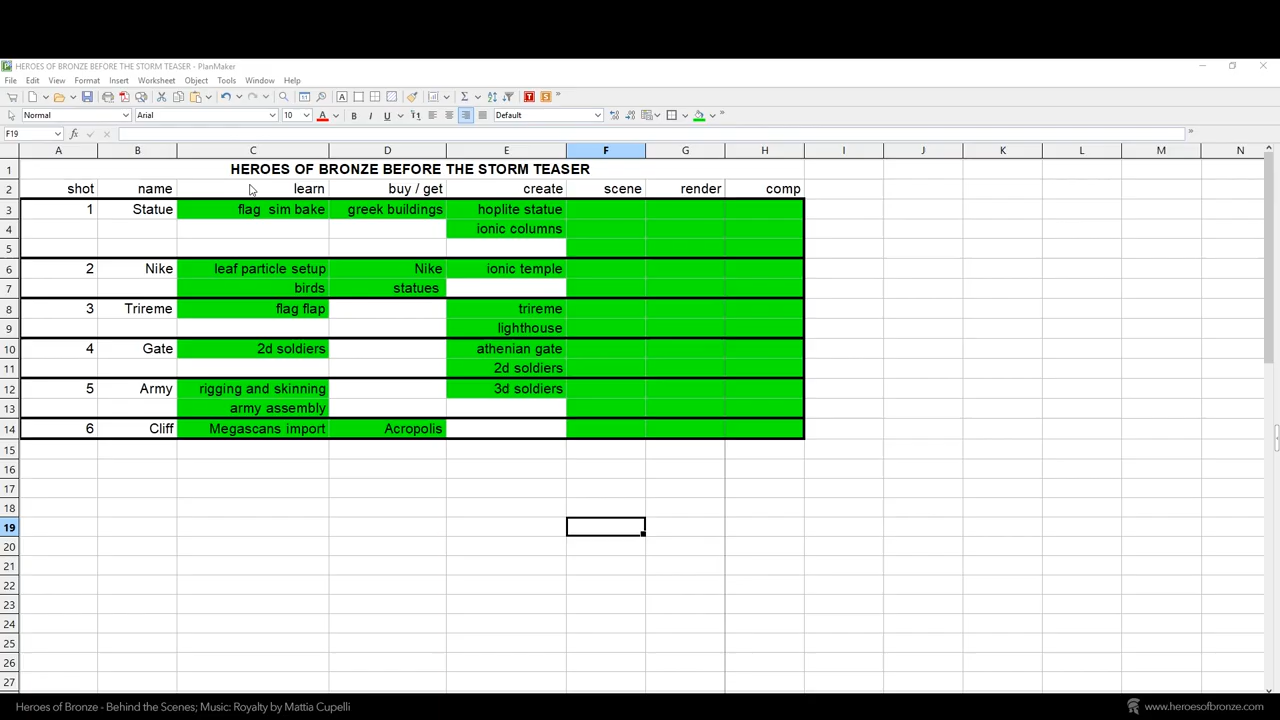 HEROES OF BRONZE BEFORE THE STORM TEASER - PlanMaker
File Edit View Format Insert Worksheet Object Tools Window Help
Normal Arial 10 Default
F19
A B C D E F G H I J K L M N
1 HEROES OF BRONZE BEFORE THE STORM TEASER
2 shot name learn buy / get create scene render comp
3 1 Statue flag sim bake greek buildings hoplite statue
4 ionic columns
5
6 2 Nike leaf particle setup Nike ionic temple
7 birds statues
8 3 Trireme flag flap trireme
9 lighthouse
10 4 Gate 2d soldiers athenian gate
11 2d soldiers
12 5 Army rigging and skinning 3d soldiers
13 army assembly
14 6 Cliff Megascans import Acropolis
15
16
17
18
19
20
21
22
23
24
25
26
27
Heroes of Bronze - Behind the Scenes; Music: Royalty by Mattia Cupelli www.heroesofbronze.com